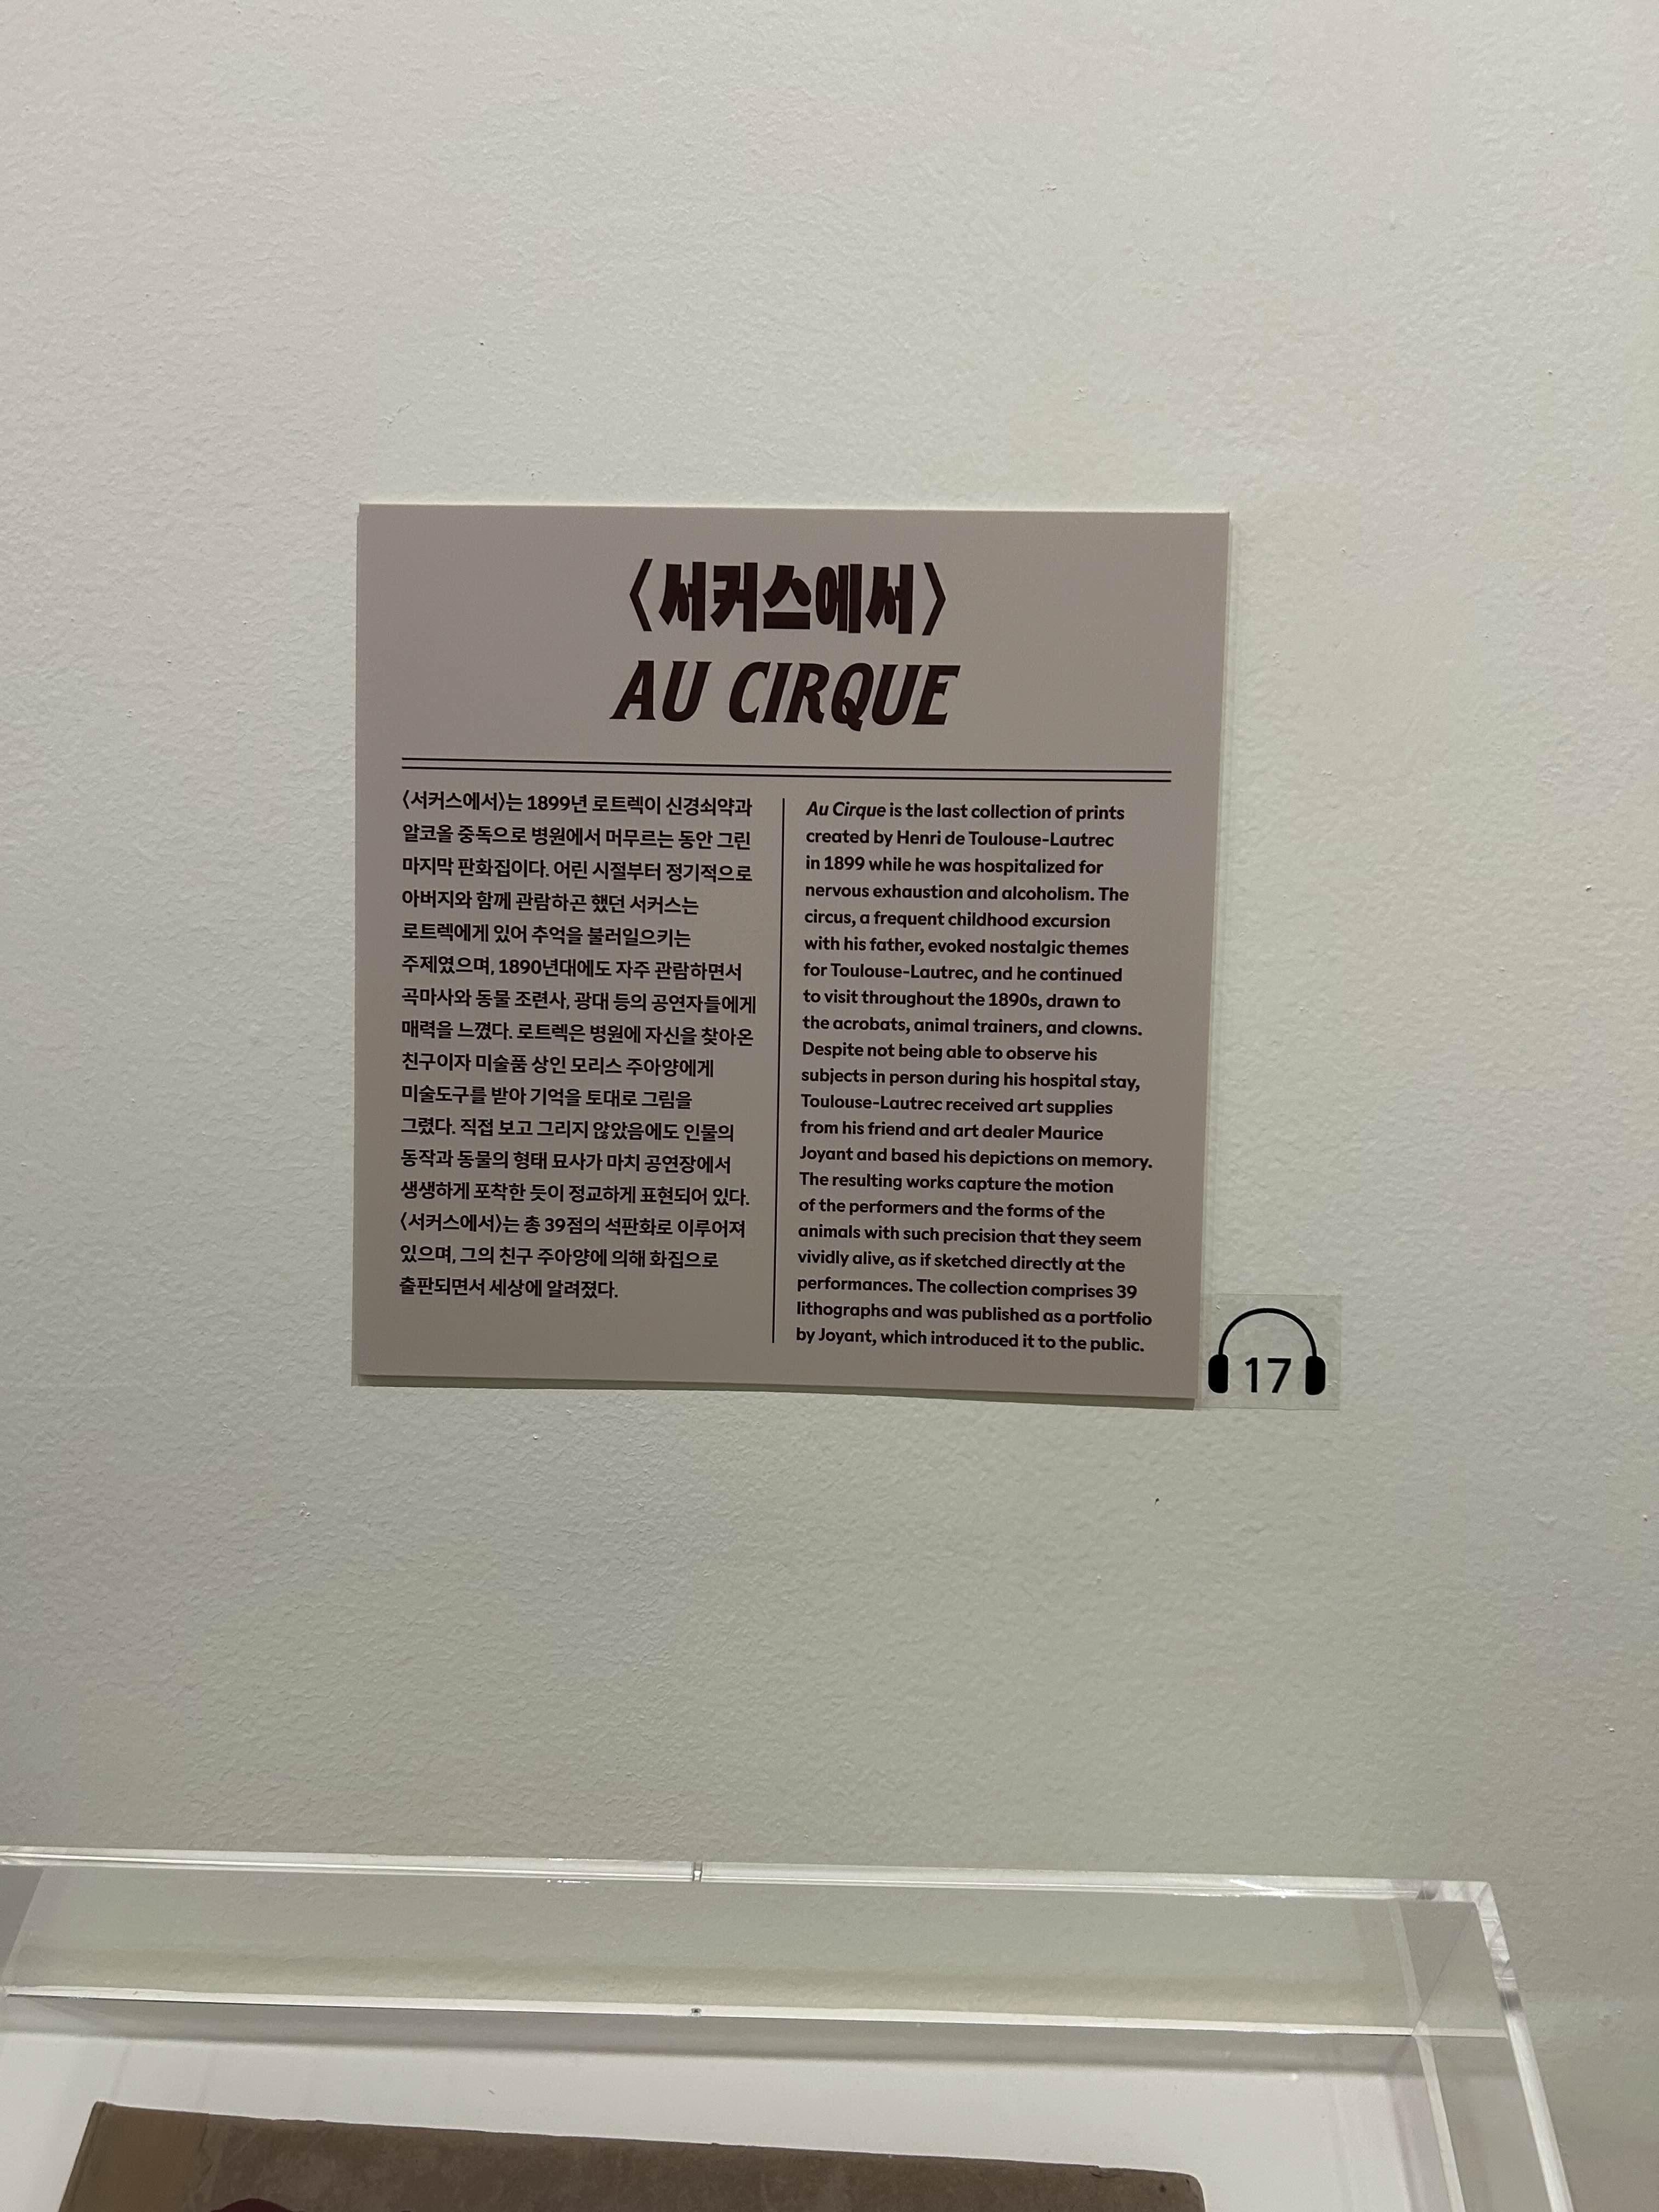 〈서커스에서〉
AU CIRQUE
〈서커스에서〉는 1899년 로트렉이 신경쇠약과
알코올 중독으로 병원에서 머무르는 동안 그린
마지막 판화집이다. 어린 시절부터 정기적으로
아버지와 함께 관람하곤 했던 서커스는
로트렉에게 있어 추억을 불러일으키는
주제였으며, 1890년대에도 자주 관람하면서
곡마사와 동물 조련사, 광대 등의 공연자들에게
매력을 느꼈다. 로트렉은 병원에 자신을 찾아온
친구이자 미술품 상인 모리스 주아양에게
미술도구를 받아 기억을 토대로 그림을
그렸다. 직접 보고 그리지 않았음에도 인물의
동작과 동물의 형태 묘사가 마치 공연장에서
생생하게 포착한 듯이 정교하게 표현되어 있다.
〈서커스에서〉는 총 39점의 석판화로 이루어져
있으며, 그의 친구 주아양에 의해 화집으로
출판되면서 세상에 알려졌다.
Au Cirque is the last collection of prints
created by Henri de Toulouse-Lautrec
in 1899 while he was hospitalized for
nervous exhaustion and alcoholism. The
circus, a frequent childhood excursion
with his father, evoked nostalgic themes
for Toulouse-Lautrec, and he continued
to visit throughout the 1890s, drawn to
the acrobats, animal trainers, and clowns.
Despite not being able to observe his
subjects in person during his hospital stay,
Toulouse-Lautrec received art supplies
from his friend and art dealer Maurice
Joyant and based his depictions on memory.
The resulting works capture the motion
of the performers and the forms of the
animals with such precision that they seem
vividly alive, as if sketched directly at the
performances. The collection comprises 39
lithographs and was published as a portfolio
by Joyant, which introduced it to the public.
17